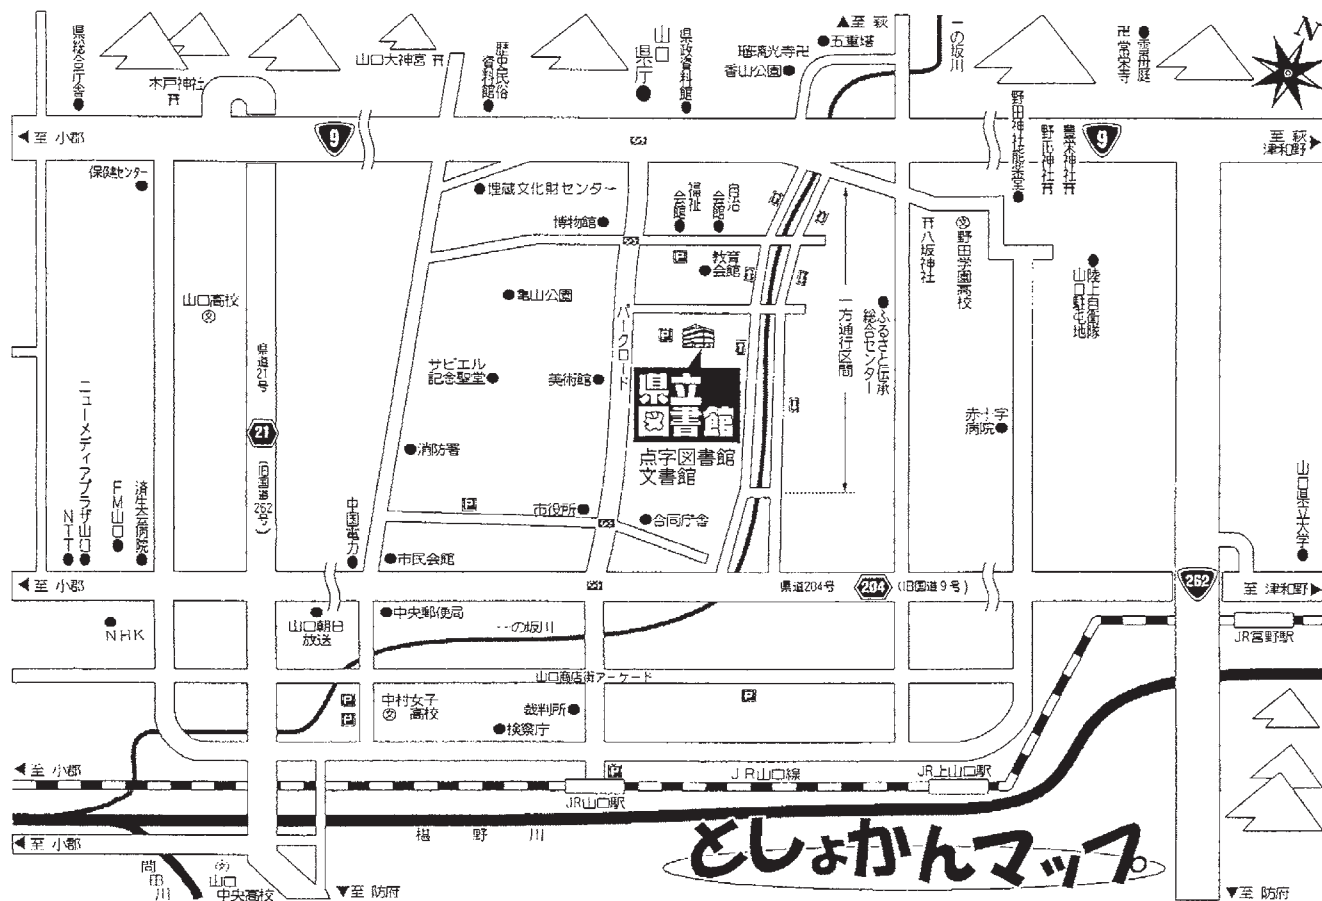 ▲至 萩
県総合庁舎
木戸神社
山口大神宮
歴史民俗
資料館
山口
県庁
県政資料館
瑠璃光寺卍
五重塔
香山公園
一の坂川
卍常栄寺
雪舟庭
N
◀至 小郡
9
野田神社能楽堂
野田神社
豊栄神社
9
至 萩
津和野▶
保健センター
埋蔵文化財センター
博物館
福祉
会館
自治
会館
P
教育
会館
八坂神社
文野田学園高校
陸上自衛隊
山口駐屯地
山口高校
文
亀山公園
パークロード
P
一方通行区間
ふるさと伝承
総合センター
県道21号
21
(旧国道262号)
サビエル
記念聖堂
美術館
県立
図書館
点字図書館
文書館
赤十字
病院
消防署
P
市役所
合同庁舎
ニューメディアプラザ山口
NTT
FM山口
済生会病院
中国電力
市民会館
山口県立大学
◀至 小郡
県道204号
204
(旧国道9号)
262
至 津和野▶
NHK
山口朝日
放送
中央郵便局
一の坂川
JR宮野駅
山口商店街アーケード
P
P
P
中村女子
文 高校
裁判所
検察庁
◀至 小郡
P
JR山口線
JR上山口駅
JR山口駅
椹野川
◀至 小郡
問田川
文
山口
中央高校
▼至 防府
としょかんマップ
▼至 防府